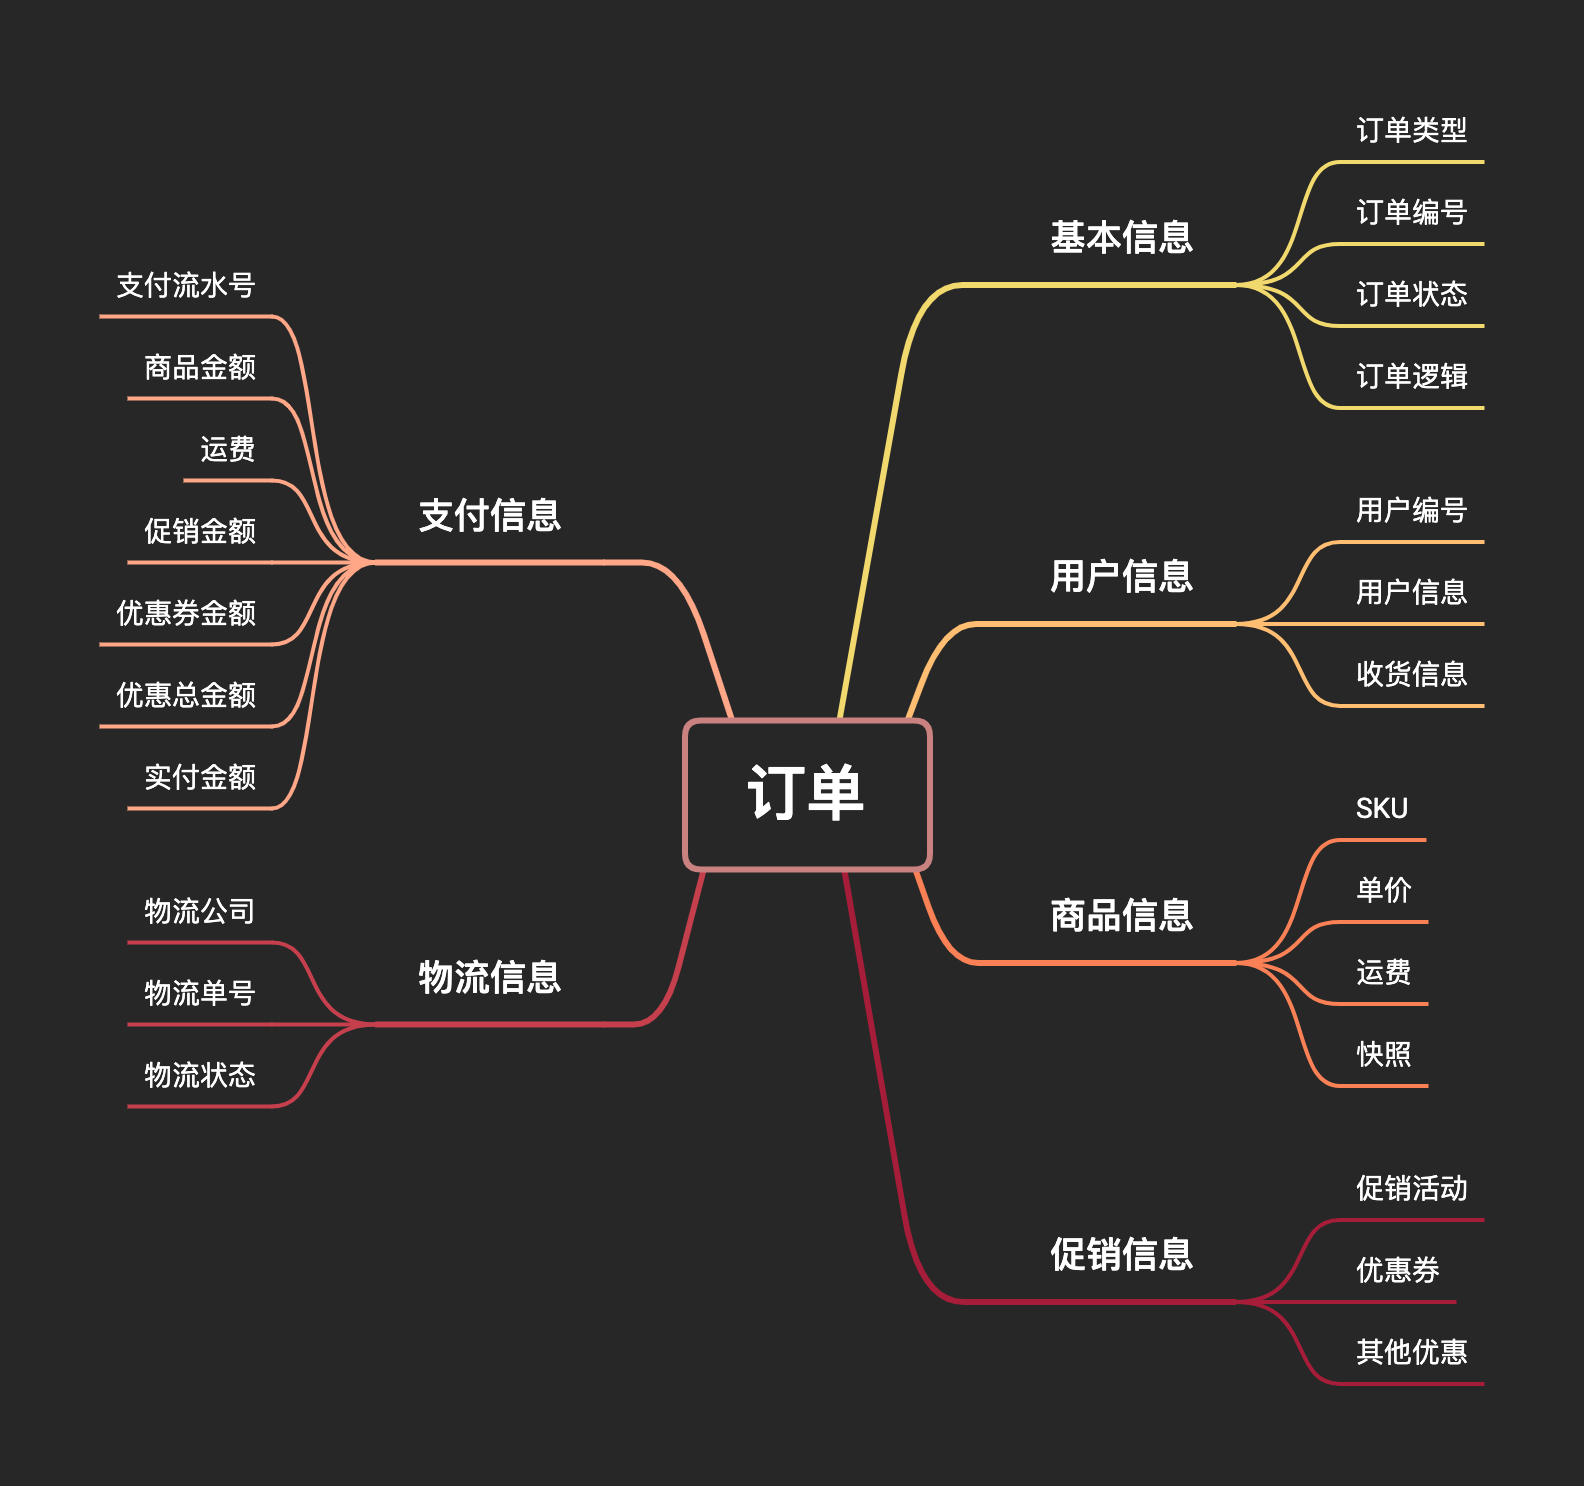 订单
基本信息
订单类型
订单编号
订单状态
订单逻辑
用户信息
用户编号
用户信息
收货信息
商品信息
SKU
单价
运费
快照
促销信息
促销活动
优惠券
其他优惠
支付信息
支付流水号
商品金额
运费
促销金额
优惠券金额
优惠总金额
实付金额
物流信息
物流公司
物流单号
物流状态